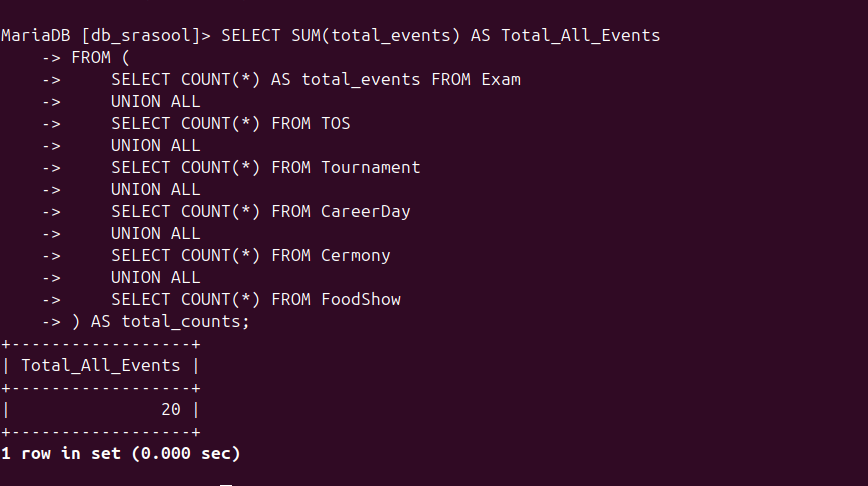 MariaDB [db_srasool]> SELECT SUM(total_events) AS Total_All_Events
    -> FROM (
    ->     SELECT COUNT(*) AS total_events FROM Exam
    ->     UNION ALL
    ->     SELECT COUNT(*) FROM TOS
    ->     UNION ALL
    ->     SELECT COUNT(*) FROM Tournament
    ->     UNION ALL
    ->     SELECT COUNT(*) FROM CareerDay
    ->     UNION ALL
    ->     SELECT COUNT(*) FROM Cermony
    ->     UNION ALL
    ->     SELECT COUNT(*) FROM FoodShow
    -> ) AS total_counts;
+------------------+
| Total_All_Events |
+------------------+
|               20 |
+------------------+
1 row in set (0.000 sec)